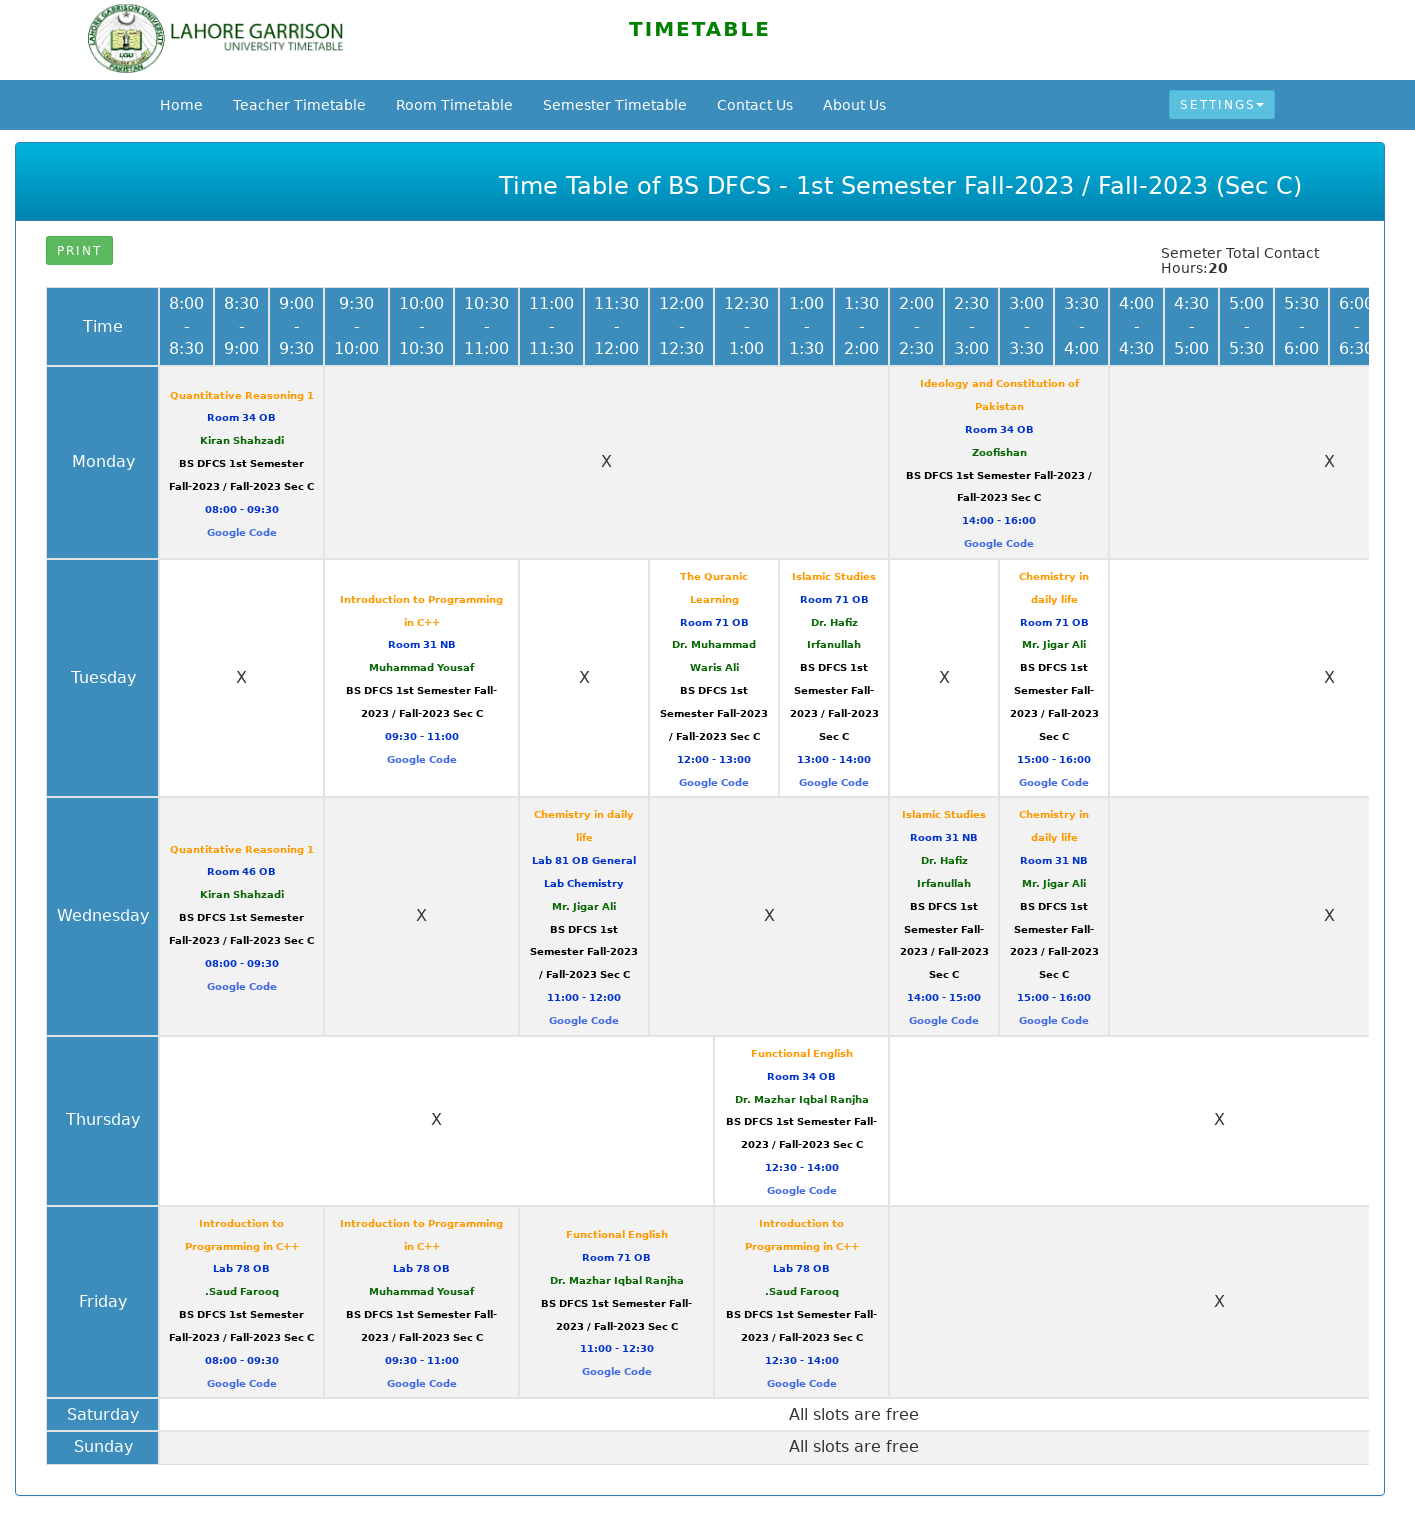 LAHORE GARRISON
UNIVERSITY TIMETABLE
TIMETABLE
Home Teacher Timetable Room Timetable Semester Timetable Contact Us About Us SETTINGS
Time Table of BS DFCS - 1st Semester Fall-2023 / Fall-2023 (Sec C)
PRINT
Semeter Total Contact
Hours:20
Time
8:00 - 8:30
8:30 - 9:00
9:00 - 9:30
9:30 - 10:00
10:00 - 10:30
10:30 - 11:00
11:00 - 11:30
11:30 - 12:00
12:00 - 12:30
12:30 - 1:00
1:00 - 1:30
1:30 - 2:00
2:00 - 2:30
2:30 - 3:00
3:00 - 3:30
3:30 - 4:00
4:00 - 4:30
4:30 - 5:00
5:00 - 5:30
5:30 - 6:00
6:00 - 6:30
Monday
Quantitative Reasoning 1
Room 34 OB
Kiran Shahzadi
BS DFCS 1st Semester
Fall-2023 / Fall-2023 Sec C
08:00 - 09:30
Google Code
X
Ideology and Constitution of
Pakistan
Room 34 OB
Zoofishan
BS DFCS 1st Semester Fall-2023 /
Fall-2023 Sec C
14:00 - 16:00
Google Code
X
Tuesday
X
Introduction to Programming
in C++
Room 31 NB
Muhammad Yousaf
BS DFCS 1st Semester Fall-
2023 / Fall-2023 Sec C
09:30 - 11:00
Google Code
X
The Quranic
Learning
Room 71 OB
Dr. Muhammad
Waris Ali
BS DFCS 1st
Semester Fall-2023
/ Fall-2023 Sec C
12:00 - 13:00
Google Code
Islamic Studies
Room 71 OB
Dr. Hafiz
Irfanullah
BS DFCS 1st
Semester Fall-
2023 / Fall-2023
Sec C
13:00 - 14:00
Google Code
X
Chemistry in
daily life
Room 71 OB
Mr. Jigar Ali
BS DFCS 1st
Semester Fall-
2023 / Fall-2023
Sec C
15:00 - 16:00
Google Code
X
Wednesday
Quantitative Reasoning 1
Room 46 OB
Kiran Shahzadi
BS DFCS 1st Semester
Fall-2023 / Fall-2023 Sec C
08:00 - 09:30
Google Code
X
Chemistry in daily
life
Lab 81 OB General
Lab Chemistry
Mr. Jigar Ali
BS DFCS 1st
Semester Fall-2023
/ Fall-2023 Sec C
11:00 - 12:00
Google Code
X
Islamic Studies
Room 31 NB
Dr. Hafiz
Irfanullah
BS DFCS 1st
Semester Fall-
2023 / Fall-2023
Sec C
14:00 - 15:00
Google Code
Chemistry in
daily life
Room 31 NB
Mr. Jigar Ali
BS DFCS 1st
Semester Fall-
2023 / Fall-2023
Sec C
15:00 - 16:00
Google Code
X
Thursday
X
Functional English
Room 34 OB
Dr. Mazhar Iqbal Ranjha
BS DFCS 1st Semester Fall-
2023 / Fall-2023 Sec C
12:30 - 14:00
Google Code
X
Friday
Introduction to
Programming in C++
Lab 78 OB
.Saud Farooq
BS DFCS 1st Semester
Fall-2023 / Fall-2023 Sec C
08:00 - 09:30
Google Code
Introduction to Programming
in C++
Lab 78 OB
Muhammad Yousaf
BS DFCS 1st Semester Fall-
2023 / Fall-2023 Sec C
09:30 - 11:00
Google Code
Functional English
Room 71 OB
Dr. Mazhar Iqbal Ranjha
BS DFCS 1st Semester Fall-
2023 / Fall-2023 Sec C
11:00 - 12:30
Google Code
Introduction to
Programming in C++
Lab 78 OB
.Saud Farooq
BS DFCS 1st Semester Fall-
2023 / Fall-2023 Sec C
12:30 - 14:00
Google Code
X
Saturday
All slots are free
Sunday
All slots are free